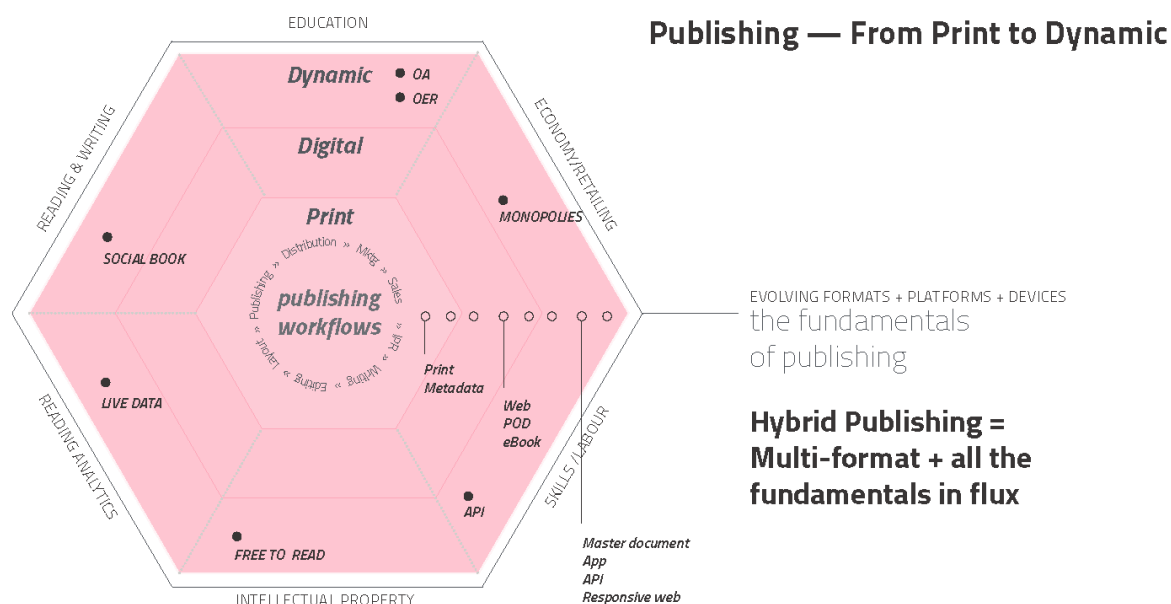 Publishing — From Print to Dynamic
EDUCATION
READING & WRITING
ECONOMY/RETAILING
Dynamic
OA
OER
Digital
MONOPOLIES
SOCIAL BOOK
Print
Publishing » Distribution » Mktg » Sales » IPR » Writing » Editing » Layout »
publishing
workflows
EVOLVING FORMATS + PLATFORMS + DEVICES
the fundamentals
of publishing
Print
Metadata
LIVE DATA
Web
POD
eBook
Hybrid Publishing =
Multi-format + all the
fundamentals in flux
READING ANALYTICS
SKILLS /LABOUR
API
FREE TO READ
Master document
App
API
Responsive web
INTELLECTUAL PROPERTY